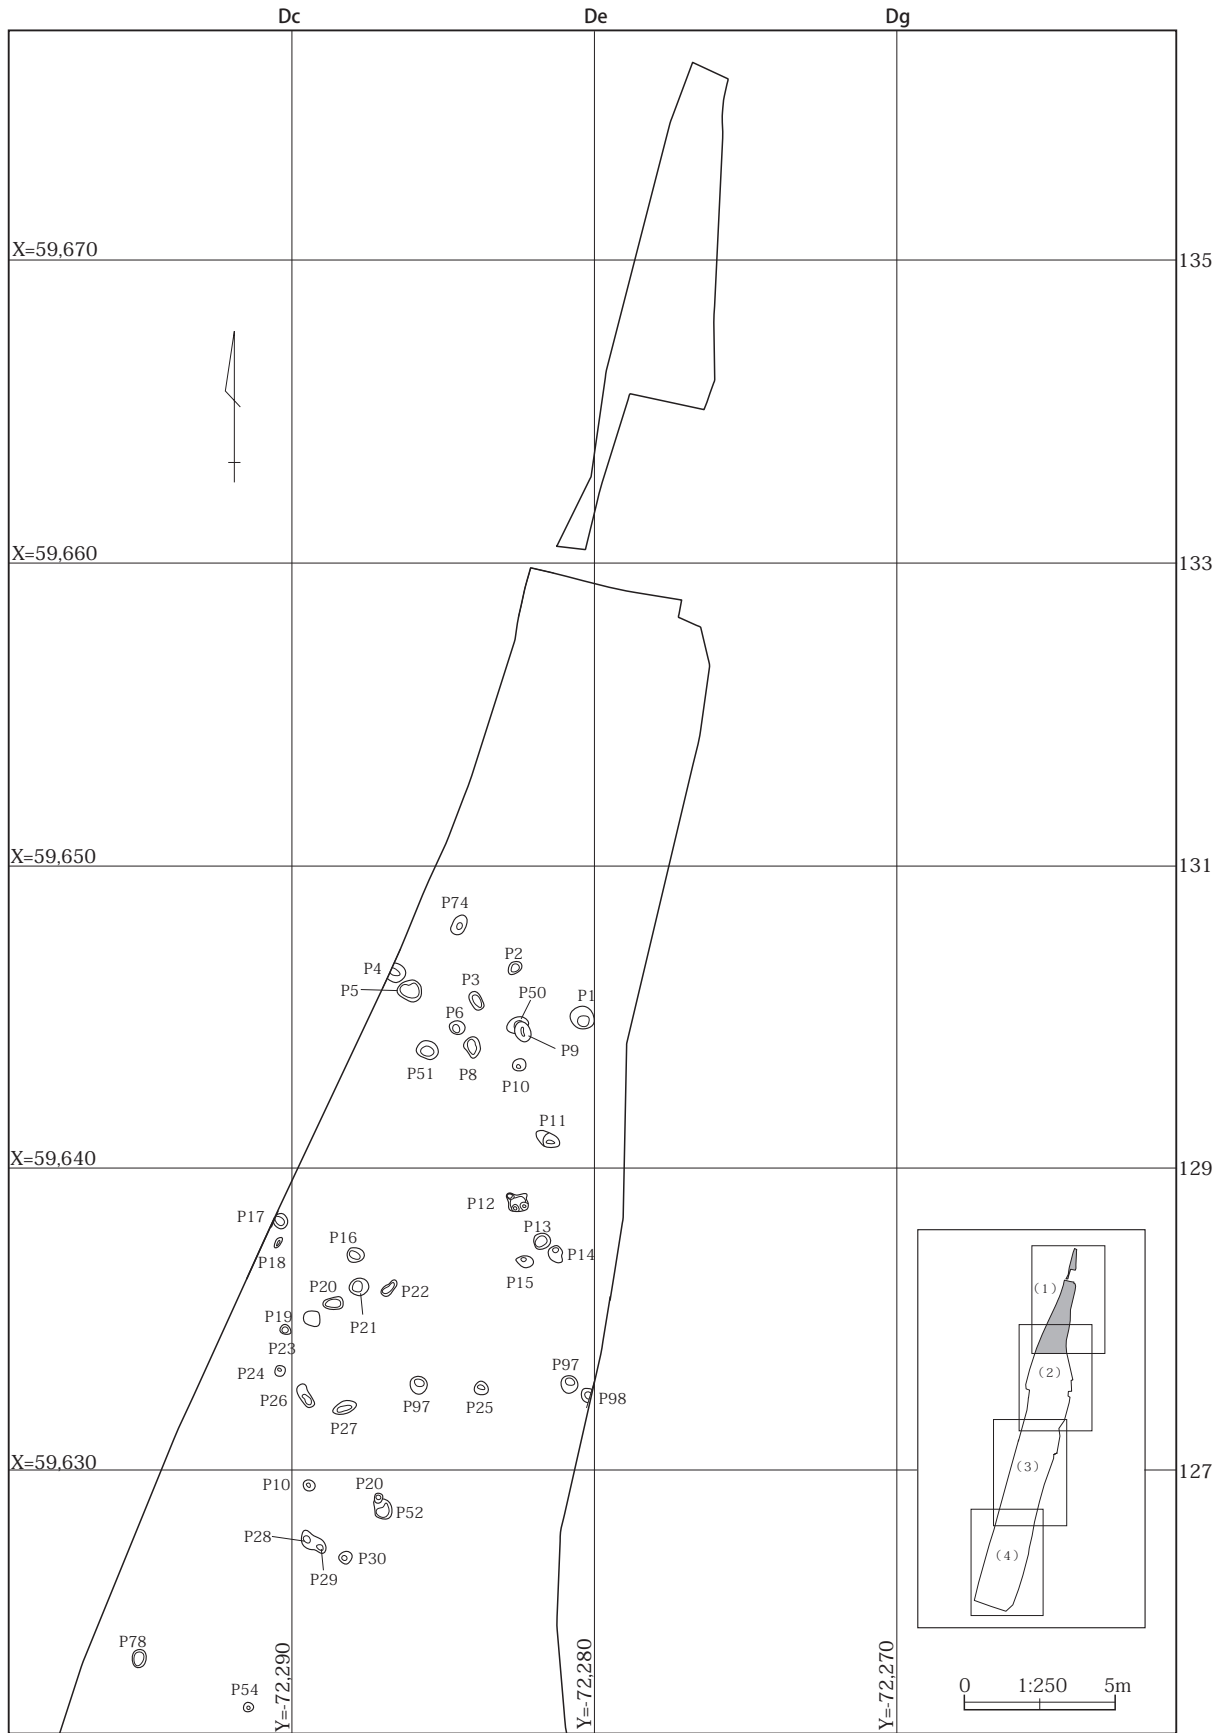 Dc De Dg
X=59,670
135
X=59,660
133
X=59,650
131
P74
P4
P2
P5
P3
P50
P1
P6
P9
P51
P8
P10
P11
X=59,640
129
P12
P17
P13
P16
P14
P18
P15
P20
P22
P19
P21
P23
P24
P97
P26
P97
P25
P98
P27
X=59,630
127
P10
P20
P52
P28
P30
P29
P78
P54
Y=-72,290
Y=-72,280
Y=-72,270
(1)
(2)
(3)
(4)
0 1:250 5m